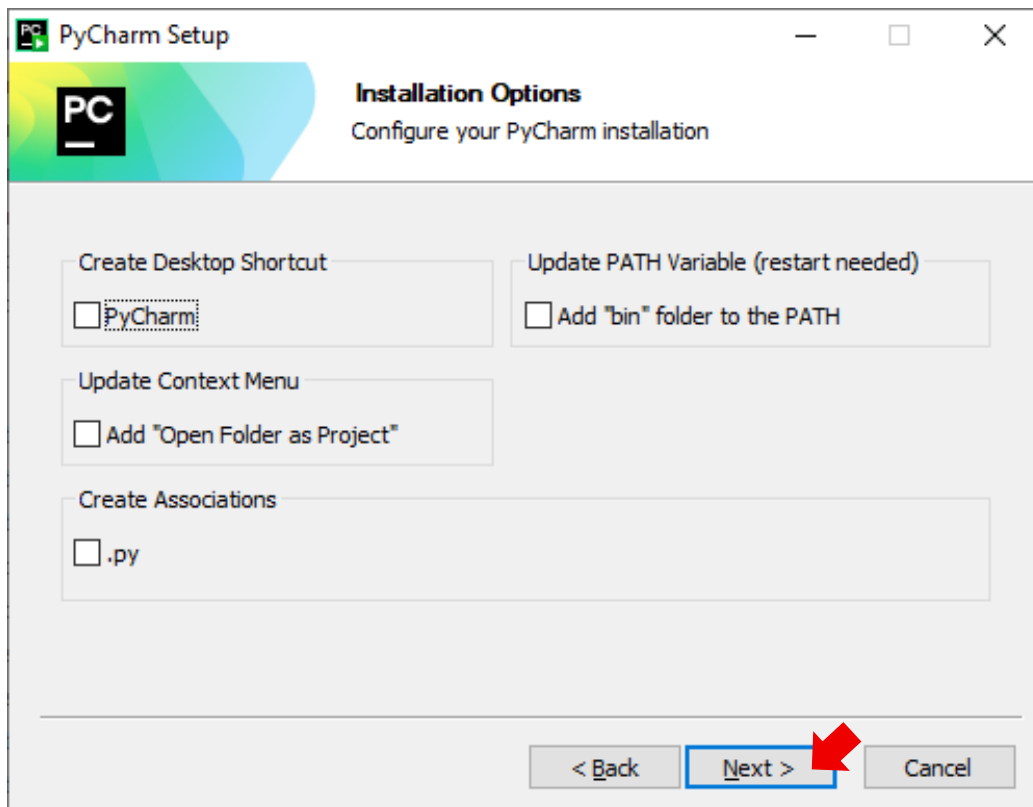 PyCharm Setup
PC
Installation Options
Configure your PyCharm installation
Create Desktop Shortcut
PyCharm
Update PATH Variable (restart needed)
Add "bin" folder to the PATH
Update Context Menu
Add "Open Folder as Project"
Create Associations
.py
< Back
Next >
Cancel